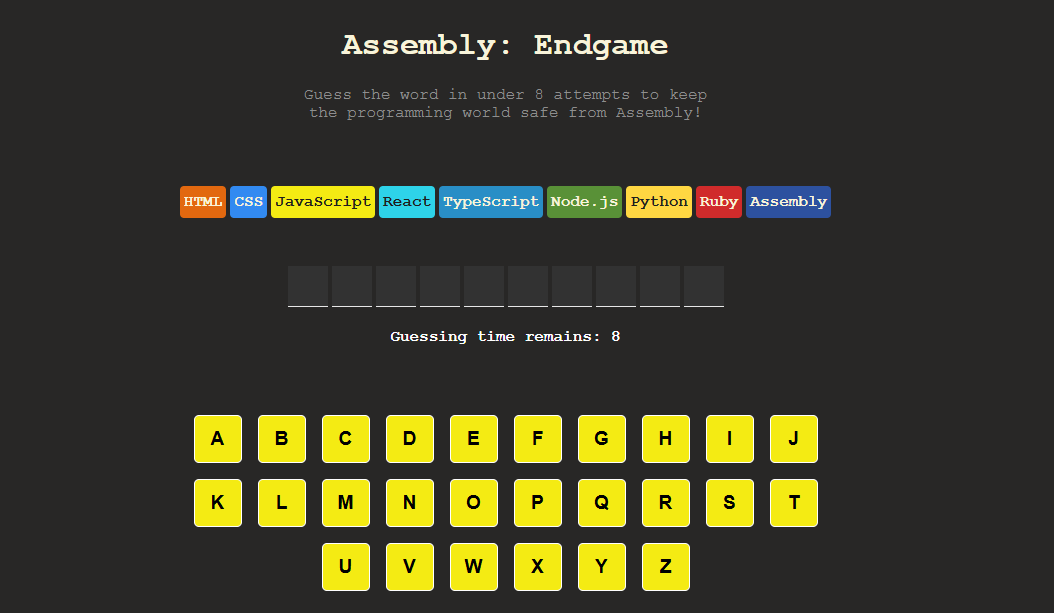 Assembly: Endgame
Guess the word in under 8 attempts to keep
the programming world safe from Assembly!
HTML CSS JavaScript React TypeScript Node.js Python Ruby Assembly
Guessing time remains: 8
A B C D E F G H I J
K L M N O P Q R S T
U V W X Y Z